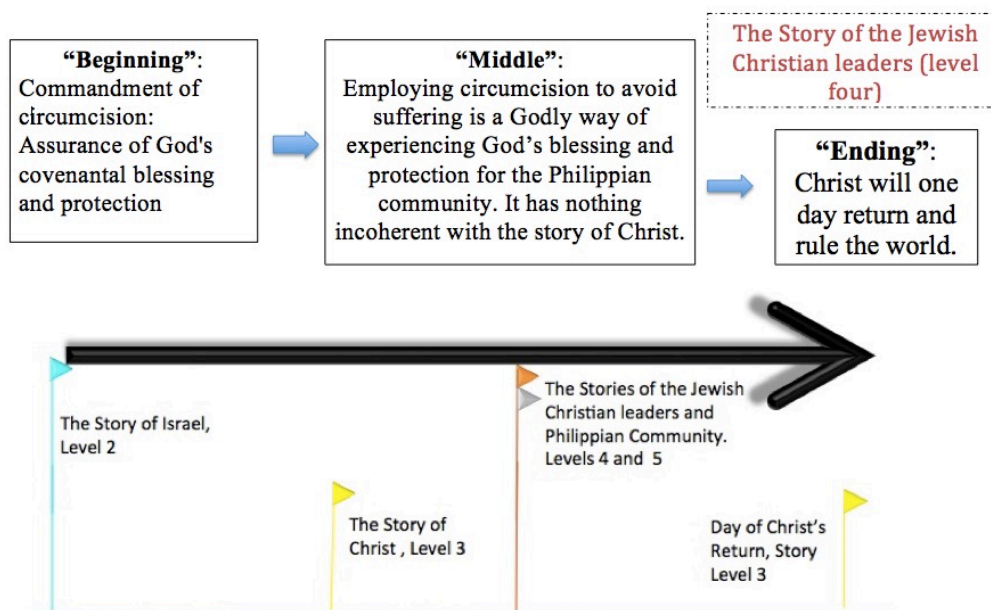 “Beginning”:
Commandment of
circumcision:
Assurance of God's
covenantal blessing
and protection
“Middle”:
Employing circumcision to avoid
suffering is a Godly way of
experiencing God’s blessing and
protection for the Philippian
community. It has nothing
incoherent with the story of Christ.
The Story of the Jewish
Christian leaders (level
four)
“Ending”:
Christ will one
day return and
rule the world.
The Story of Israel,
Level 2
The Story of
Christ , Level 3
The Stories of the Jewish
Christian leaders and
Philippian Community.
Levels 4 and 5
Day of Christ’s
Return, Story
Level 3